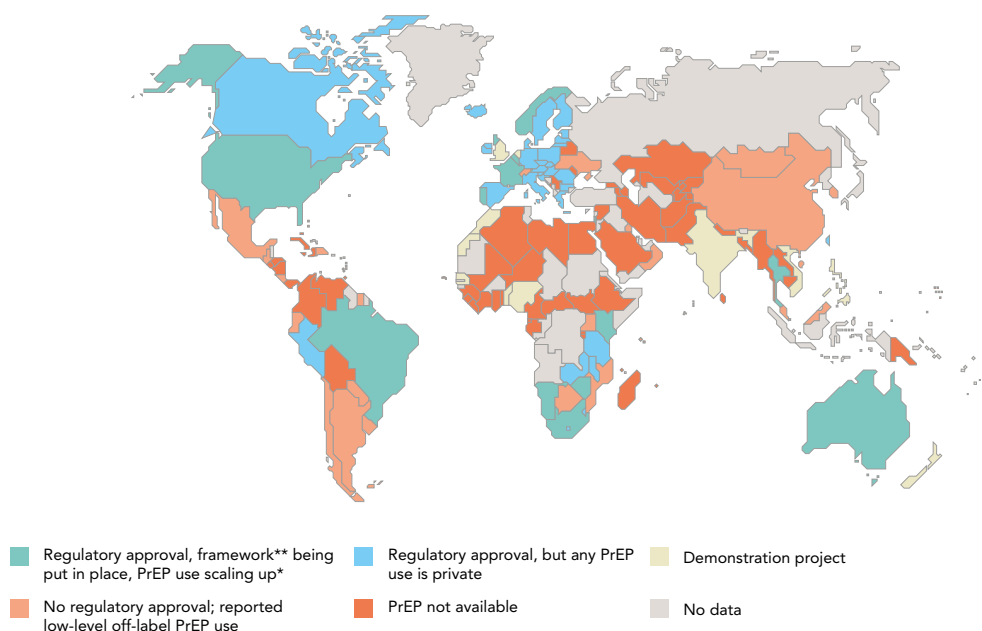 Regulatory approval, framework** being
put in place, PrEP use scaling up*
Regulatory approval, but any PrEP
use is private
Demonstration project
No regulatory approval; reported
low-level off-label PrEP use
PrEP not available
No data